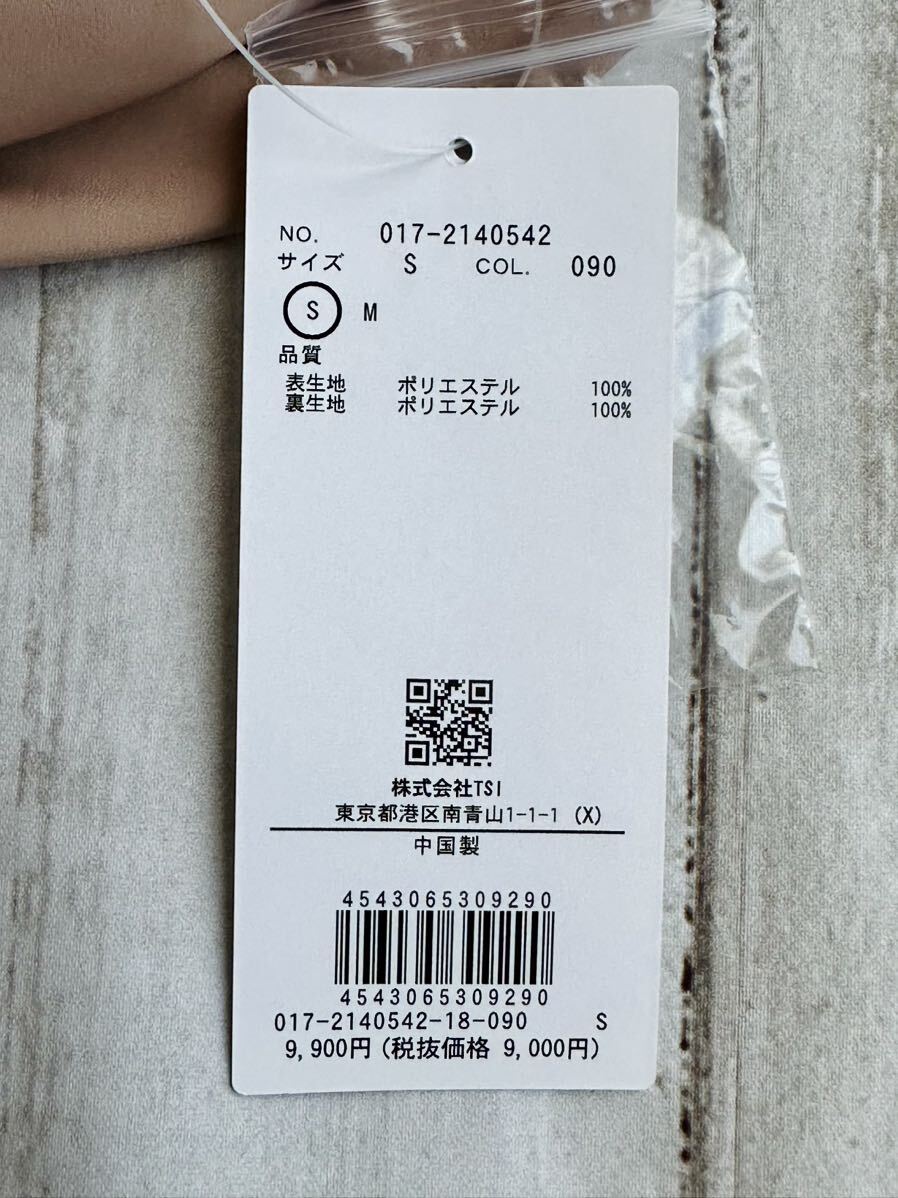 NO. 017-2140542
サイズ S COL. 090
S M
品質
表生地 ポリエステル 100%
裏生地 ポリエステル 100%
株式会社TSI
東京都港区南青山1-1-1 (X)
中国製
4543065309290
4543065309290
017-2140542-18-090 S
9,900円(税抜価格 9,000円)